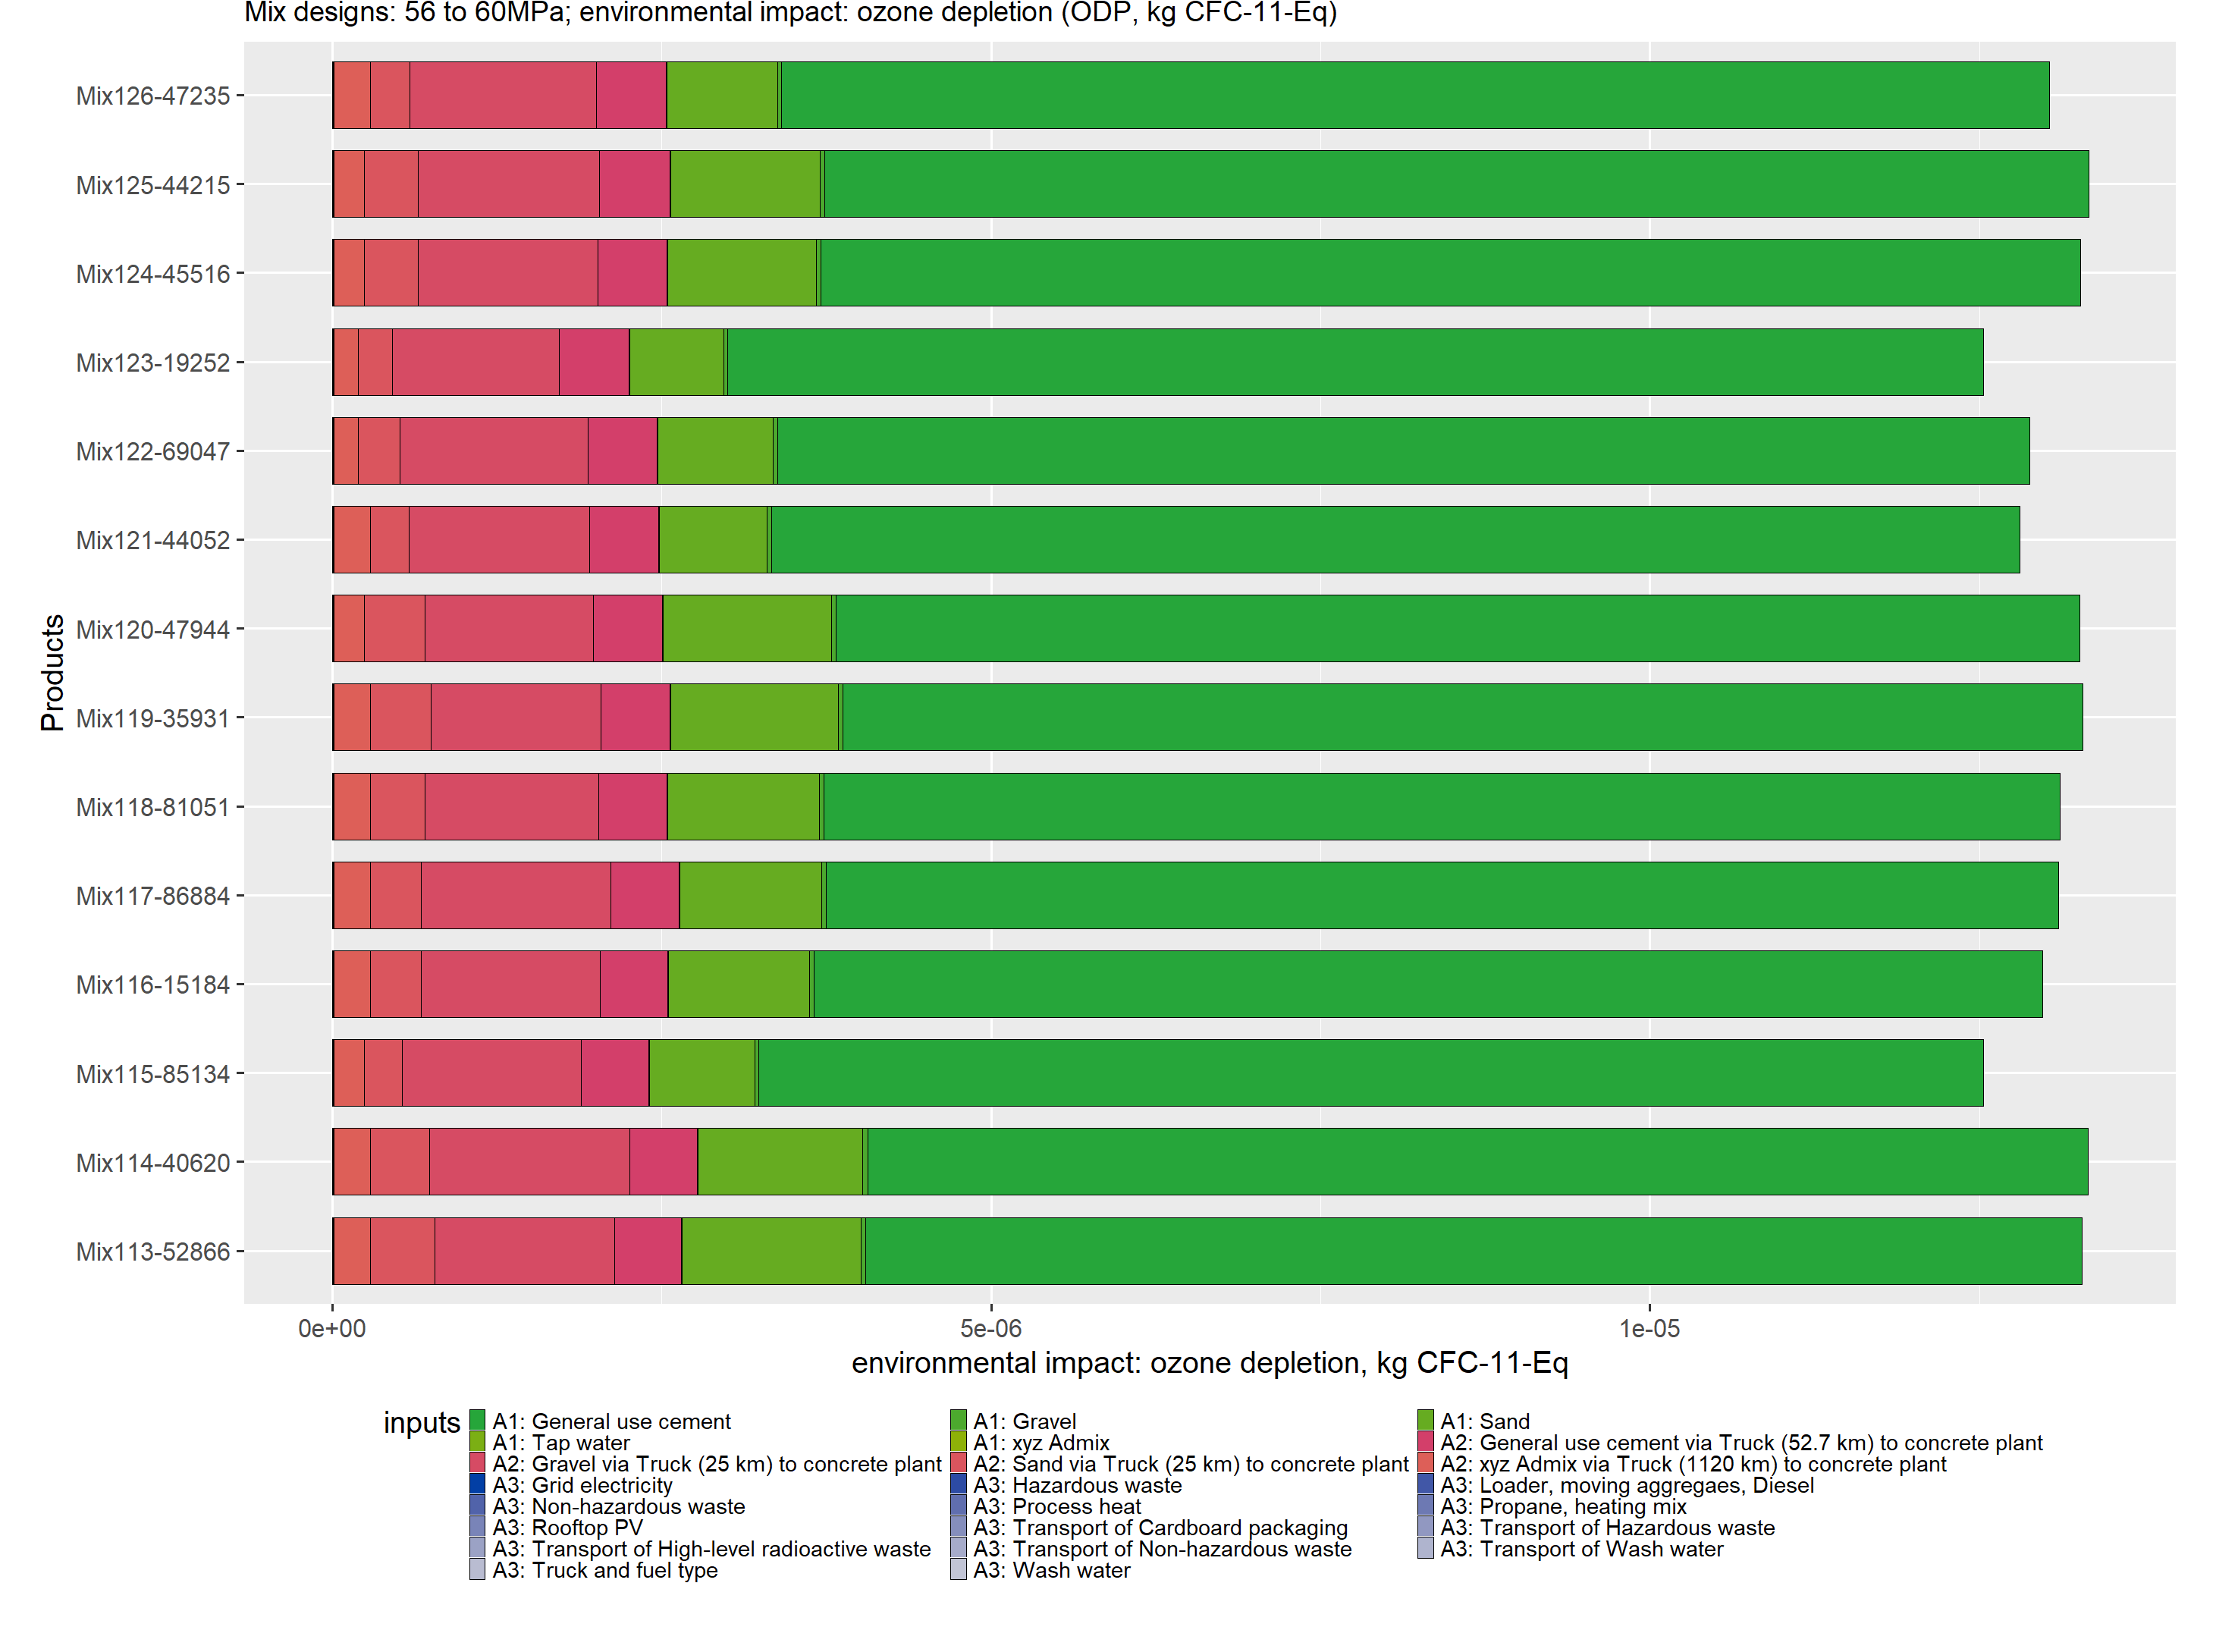 Mix designs: 56 to 60MPa; environmental impact: ozone depletion (ODP, kg CFC-11-Eq)
Mix126-47235
Mix125-44215
Mix124-45516
Mix123-19252
Mix122-69047
Mix121-44052
Mix120-47944
Mix119-35931
Mix118-81051
Mix117-86884
Mix116-15184
Mix115-85134
Mix114-40620
Mix113-52866
Products
0e+00 5e-06 1e-05
environmental impact: ozone depletion, kg CFC-11-Eq
inputs
A1: General use cement A1: Gravel A1: Sand
A1: Tap water A1: xyz Admix A2: General use cement via Truck (52.7 km) to concrete plant
A2: Gravel via Truck (25 km) to concrete plant A2: Sand via Truck (25 km) to concrete plant A2: xyz Admix via Truck (1120 km) to concrete plant
A3: Grid electricity A3: Hazardous waste A3: Loader, moving aggregaes, Diesel
A3: Non-hazardous waste A3: Process heat A3: Propane, heating mix
A3: Rooftop PV A3: Transport of Cardboard packaging A3: Transport of Hazardous waste
A3: Transport of High-level radioactive waste A3: Transport of Non-hazardous waste A3: Transport of Wash water
A3: Truck and fuel type A3: Wash water